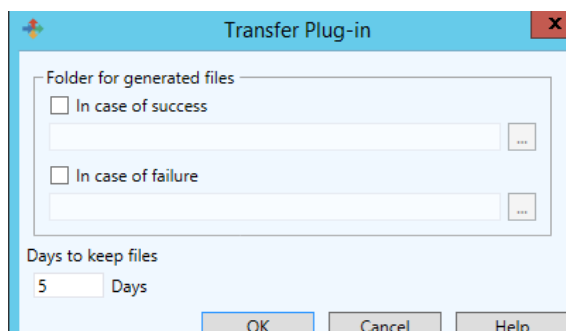 Transfer Plug-in
x
Folder for generated files
In case of success
...
In case of failure
...
Days to keep files
5 Days
OK Cancel Help